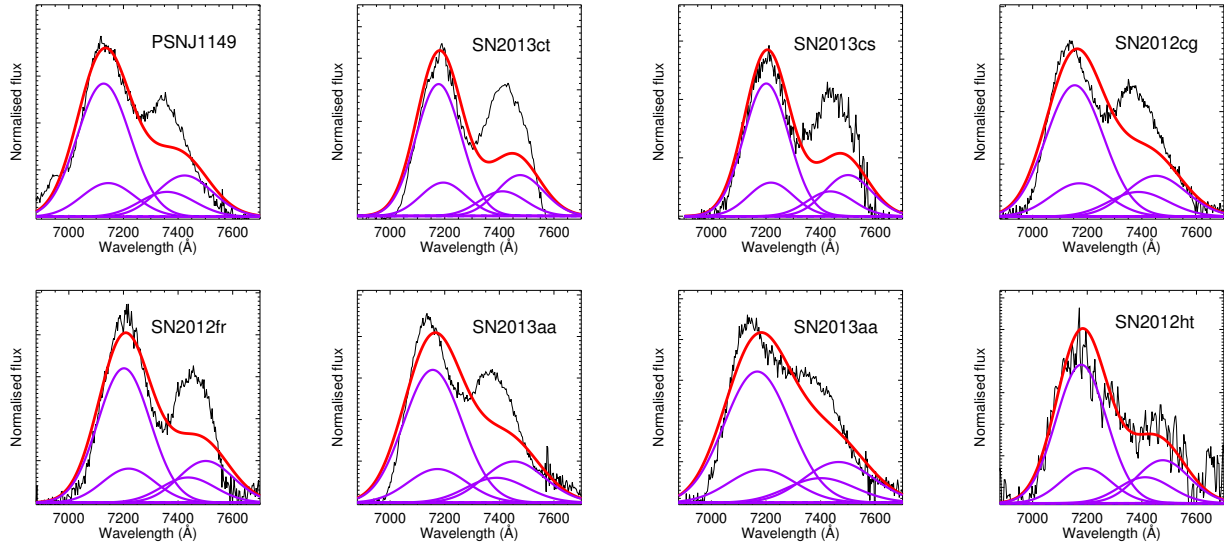 PSNJ1149
Normalised flux
7000 7200 7400 7600
Wavelength (Å)
SN2013ct
Normalised flux
7000 7200 7400 7600
Wavelength (Å)
SN2013cs
Normalised flux
7000 7200 7400 7600
Wavelength (Å)
SN2012cg
Normalised flux
7000 7200 7400 7600
Wavelength (Å)
SN2012fr
Normalised flux
7000 7200 7400 7600
Wavelength (Å)
SN2013aa
Normalised flux
7000 7200 7400 7600
Wavelength (Å)
SN2013aa
Normalised flux
7000 7200 7400 7600
Wavelength (Å)
SN2012ht
Normalised flux
7000 7200 7400 7600
Wavelength (Å)